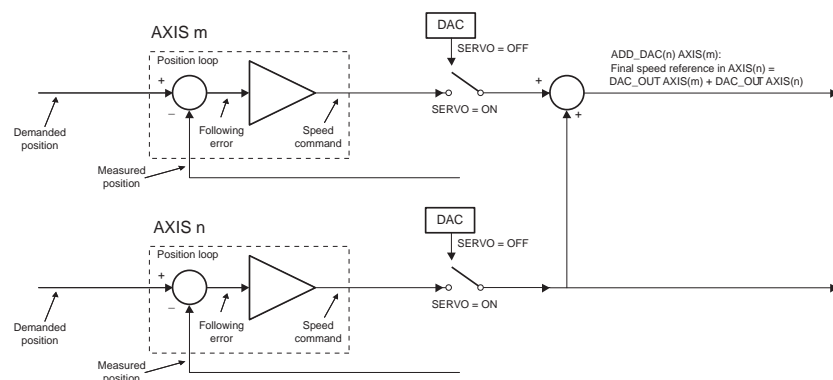 AXIS m
Position loop
+
−
Demanded
position
Following
error
Speed
command
Measured
position
DAC
SERVO = OFF
SERVO = ON
+
+
ADD_DAC(n) AXIS(m):
Final speed reference in AXIS(n) =
DAC_OUT AXIS(m) + DAC_OUT AXIS(n)
AXIS n
Position loop
+
−
Demanded
position
Following
error
Speed
command
Measured
position
DAC
SERVO = OFF
SERVO = ON